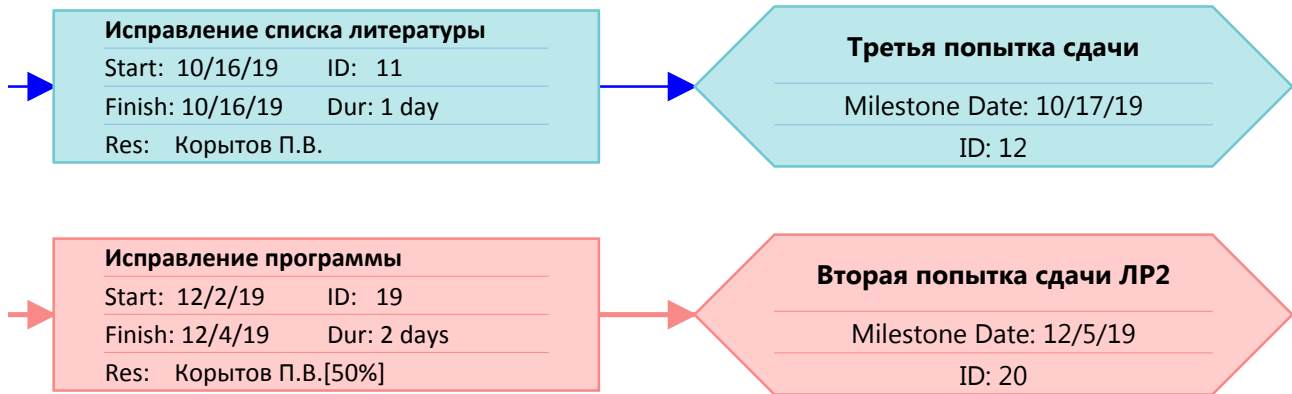 Исправление списка литературы
Start: 10/16/19 ID: 11
Finish: 10/16/19 Dur: 1 day
Res: Корытов П.В.
Третья попытка сдачи
Milestone Date: 10/17/19
ID: 12
Исправление программы
Start: 12/2/19 ID: 19
Finish: 12/4/19 Dur: 2 days
Res: Корытов П.В.[50%]
Вторая попытка сдачи ЛР2
Milestone Date: 12/5/19
ID: 20